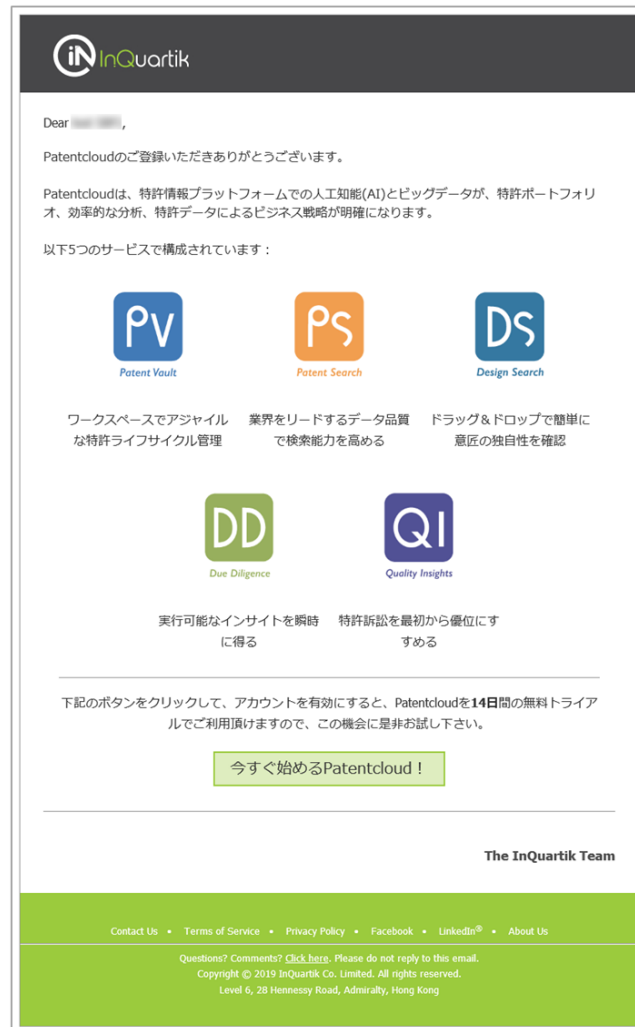 iN InQuartik
Dear ,
Patentcloudのご登録いただきありがとうございます。
Patentcloudは、特許情報プラットフォームでの人工知能(AI)とビッグデータが、特許ポートフォリ
オ、効率的な分析、特許データによるビジネス戦略が明確になります。
以下5つのサービスで構成されています：
PV
PS
DS
Patent Vault
Patent Search
Design Search
ワークスペースでアジャイル
な特許ライフサイクル管理
業界をリードするデータ品質
で検索能力を高める
ドラッグ＆ドロップで簡単に
意匠の独自性を確認
DD
QI
Due Diligence
Quality Insights
実行可能なインサイトを瞬時
に得る
特許訴訟を最初から優位にす
すめる
下記のボタンをクリックして、アカウントを有効にすると、Patentcloudを14日間の無料トライア
ルでご利用頂けますので、この機会に是非お試し下さい。
今すぐ始めるPatentcloud！
The InQuartik Team
Contact Us • Terms of Service • Privacy Policy • Facebook • LinkedIn® • About Us
Questions? Comments? Click here. Please do not reply to this email.
Copyright © 2019 InQuartik Co. Limited. All rights reserved.
Level 6, 28 Hennessy Road, Admiralty, Hong Kong